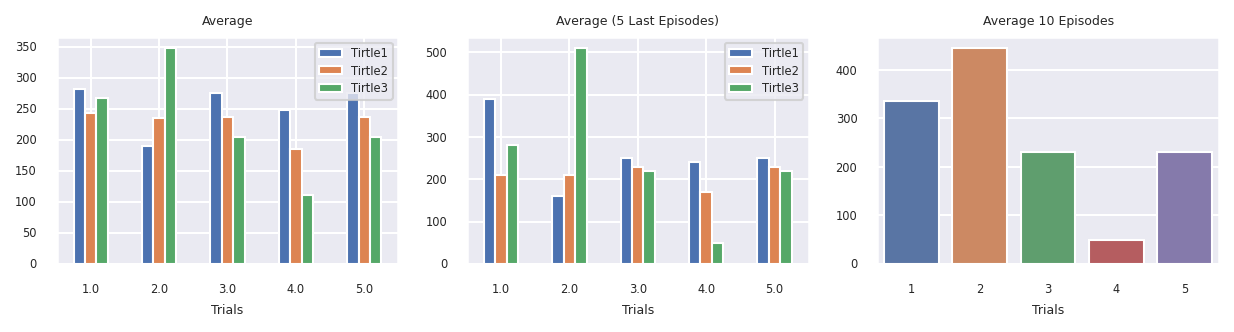 Average
350
300
250
200
150
100
50
0
Tirtle1
Tirtle2
Tirtle3
1.0 2.0 3.0 4.0 5.0
Trials
Average (5 Last Episodes)
500
400
300
200
100
0
Tirtle1
Tirtle2
Tirtle3
1.0 2.0 3.0 4.0 5.0
Trials
Average 10 Episodes
400
300
200
100
0
1 2 3 4 5
Trials